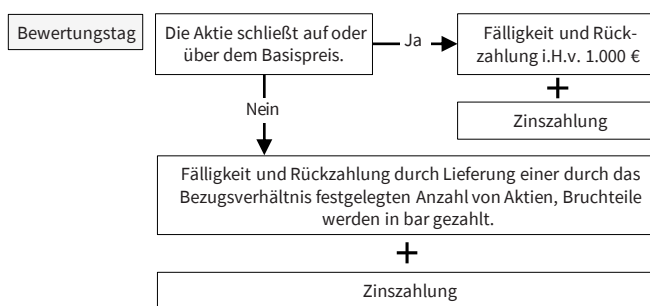 Bewertungstag
Die Aktie schließt auf oder
über dem Basispreis.
Ja
Fälligkeit und Rück-
zahlung i.H.v. 1.000 €
+
Zinszahlung
Nein
Fälligkeit und Rückzahlung durch Lieferung einer durch das
Bezugsverhältnis festgelegten Anzahl von Aktien, Bruchteile
werden in bar gezahlt.
+
Zinszahlung